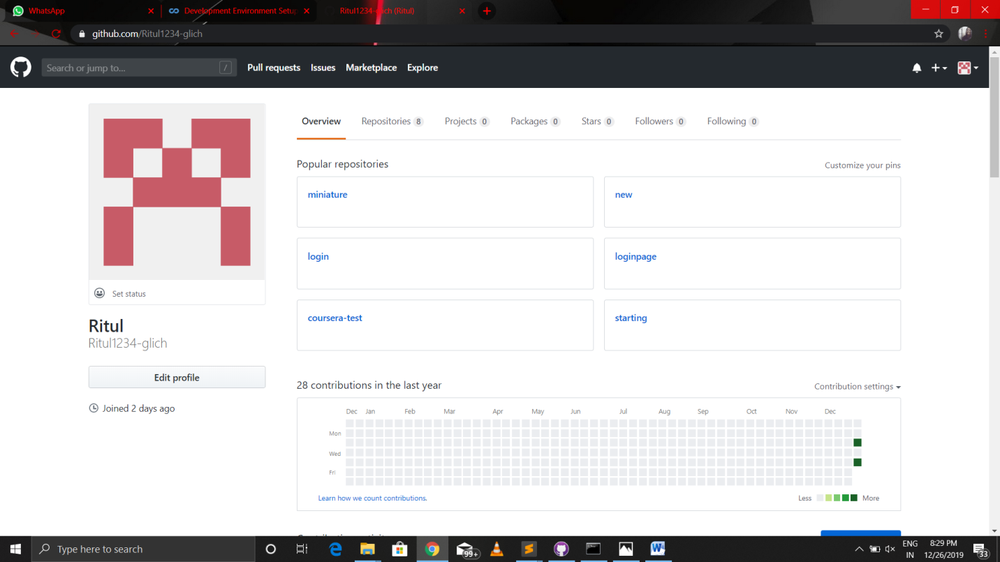 WhatsApp
Development Environment Setup
Ritul1234-glich (Ritul)
github.com/Ritul1234-glich
Search or jump to...
/
Pull requests
Issues
Marketplace
Explore
Overview
Repositories 8
Projects 0
Packages 0
Stars 0
Followers 0
Following 0
Popular repositories
Customize your pins
miniature
new
login
loginpage
coursera-test
starting
Set status
Ritul
Ritul1234-glich
Edit profile
Joined 2 days ago
28 contributions in the last year
Contribution settings
Dec Jan Feb Mar Apr May Jun Jul Aug Sep Oct Nov Dec
Mon
Wed
Fri
Learn how we count contributions.
Less
More
Type here to search
99+
ENG
IN
8:29 PM
12/26/2019
33